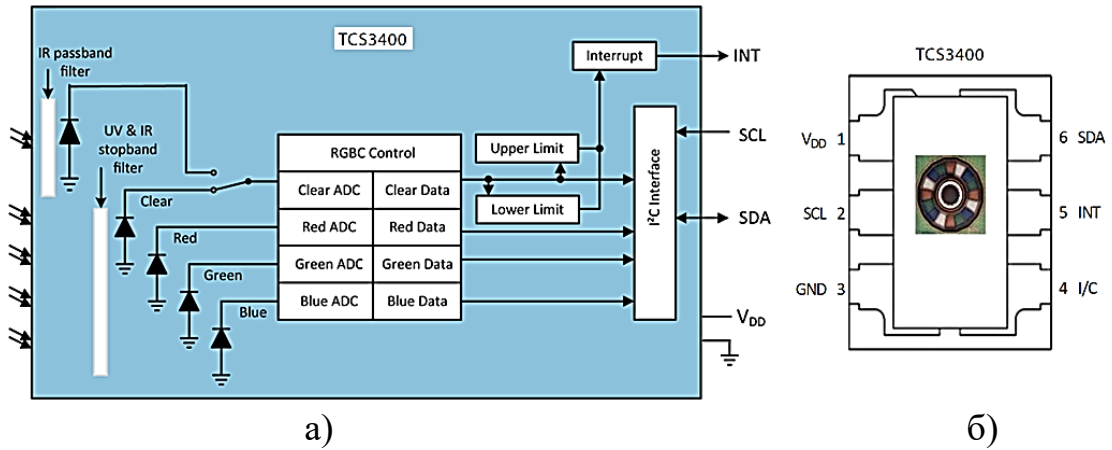 TCS3400
IR passband
filter
UV & IR
stopband
filter
Clear
Red
Green
Blue
RGBC Control
Clear ADC
Clear Data
Red ADC
Red Data
Green ADC
Green Data
Blue ADC
Blue Data
Upper Limit
Lower Limit
Interrupt
I²C Interface
INT
SCL
SDA
VDD
а)
TCS3400
VDD 1
SCL 2
GND 3
6 SDA
5 INT
4 I/C
б)